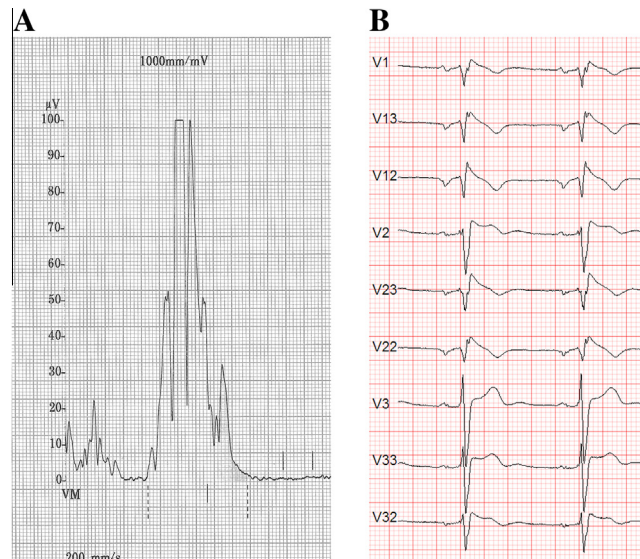 A
1000mm/mV
μV
100-
90-
80-
70-
60-
50-
40-
30-
20-
10-
0-
VM
200 mm/s
B
V1
V13
V12
V2
V23
V22
V3
V33
V32